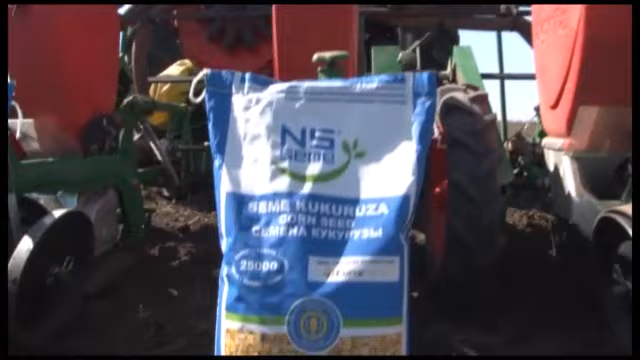 NS
seme
SEME KUKURUZA
CORN SEED
СЕМЕНА КУКУРУЗЫ
25000